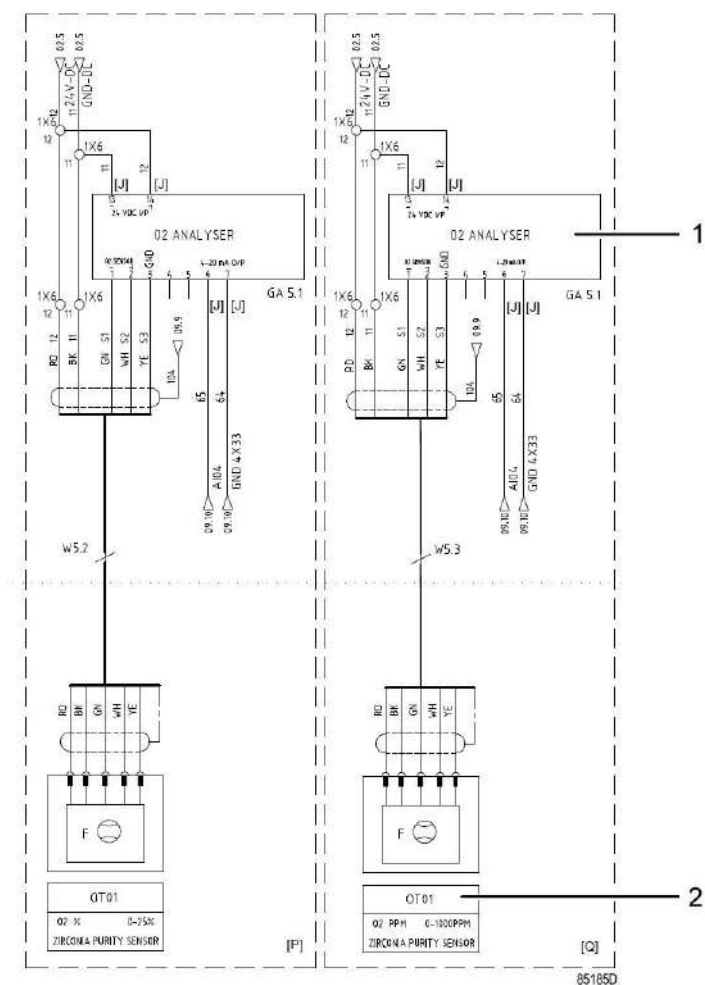 02.5 02.5
24V-DC
GND-DC
12 11
1X6
12
1X6
11
11 12
[J] [J]
13 14
24 VDC I/P
O2 ANALYSER
O2 SENSOR GND 4-20 mA O/P
1 2 3 4 5 6 7
GA 5.1
1X6 1X6
12 11
[J] [J]
RD 12
BK 11
GN S1
WH S2
YE S3
09.9
104
65 64
AI04
GND 4X33
09.10 09.10
W5.2
RD BK GN WH YE
F
OT01
O2 % 0-25%
ZIRCONIA PURITY SENSOR
[P]
02.5 02.5
24V-DC
GND-DC
12 11
1X6
12
1X6
11
11 12
[J] [J]
13 14
24 VDC I/P
O2 ANALYSER
1
O2 SENSOR GND 4-20 mA O/P
1 2 3 4 5 6 7
GA 5.1
1X6 1X6
12 11
[J] [J]
RD 12
BK 11
GN S1
WH S2
YE S3
09.9
104
65 64
AI04
GND 4X33
09.10 09.10
W5.3
RD BK GN WH YE
F
OT01
2
O2 PPM 0-1000PPM
ZIRCONIA PURITY SENSOR
[Q]
85185D